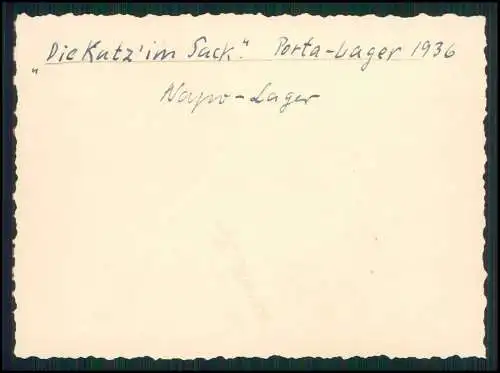 "Die Katz' im Sack". Porta-Lager 1936
Napo-Lager